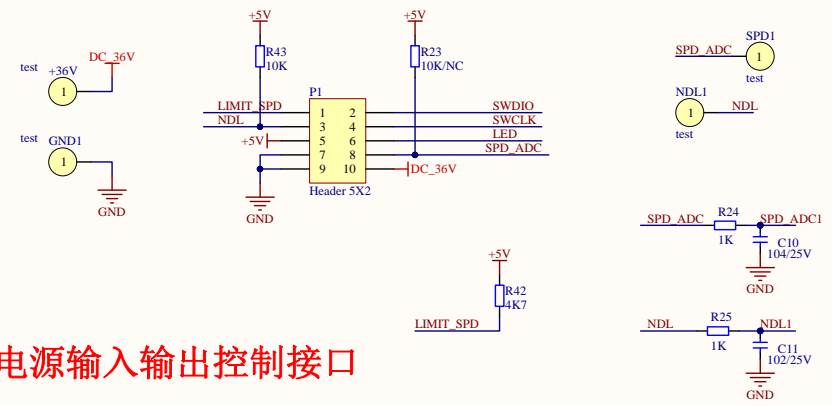 +5V
+5V
SPD1
SPD_ADC
1
test
DC_36V
test
+36V
1
R43
10K
R23
10K/NC
NDL1
1
NDL
test
P1
LIMIT_SPD
1
2
SWDIO
NDL
3
4
SWCLK
+5V
5
6
LED
7
8
SPD_ADC
9
10
DC_36V
Header 5X2
GND
test
GND1
1
GND
R24
SPD_ADC
SPD_ADC1
1K
C10
104/25V
GND
+5V
R42
4K7
LIMIT_SPD
R25
NDL
NDL1
1K
C11
102/25V
GND
电源输入输出控制接口